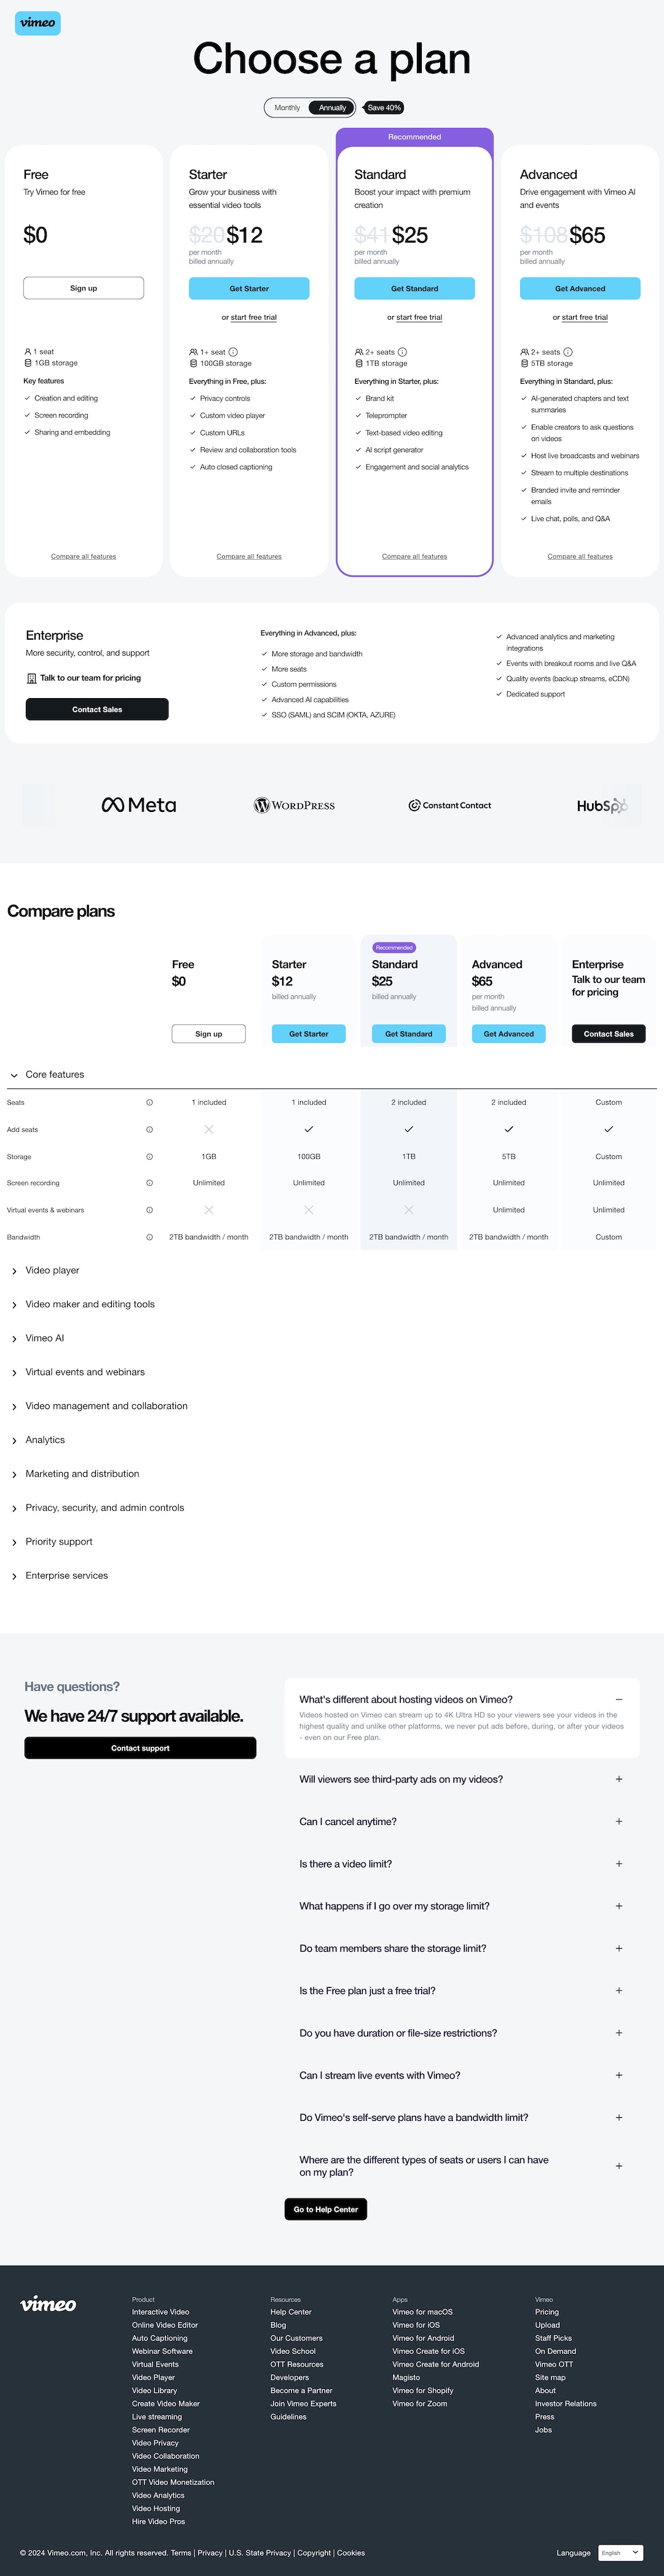 vimeo
Choose a plan
Monthly Annually Save 40%
Recommended
Free
Try Vimeo for free
$0
Sign up
1 seat
1GB storage
Key features
Creation and editing
Screen recording
Sharing and embedding
Compare all features
Starter
Grow your business with
essential video tools
$20 $12
per month
billed annually
Get Starter
or start free trial
1+ seat
100GB storage
Everything in Free, plus:
Privacy controls
Custom video player
Custom URLs
Review and collaboration tools
Auto closed captioning
Compare all features
Standard
Boost your impact with premium
creation
$41 $25
per month
billed annually
Get Standard
or start free trial
2+ seats
1TB storage
Everything in Starter, plus:
Brand kit
Teleprompter
Text-based video editing
AI script generator
Engagement and social analytics
Compare all features
Advanced
Drive engagement with Vimeo AI
and events
$108 $65
per month
billed annually
Get Advanced
or start free trial
2+ seats
5TB storage
Everything in Standard, plus:
AI-generated chapters and text
summaries
Enable creators to ask questions
on videos
Host live broadcasts and webinars
Stream to multiple destinations
Branded invite and reminder
emails
Live chat, polls, and Q&A
Compare all features
Enterprise
More security, control, and support
Talk to our team for pricing
Contact Sales
Everything in Advanced, plus:
More storage and bandwidth
More seats
Custom permissions
Advanced AI capabilities
SSO (SAML) and SCIM (OKTA, AZURE)
Advanced analytics and marketing
integrations
Events with breakout rooms and live Q&A
Quality events (backup streams, eCDN)
Dedicated support
Meta
WORDPRESS
Constant Contact
HubSpo
Compare plans
Free
$0
Sign up
Starter
$12
billed annually
Get Starter
Recommended
Standard
$25
billed annually
Get Standard
Advanced
$65
per month
billed annually
Get Advanced
Enterprise
Talk to our team
for pricing
Contact Sales
Core features
Seats 1 included 1 included 2 included 2 included Custom
Add seats
Storage 1GB 100GB 1TB 5TB Custom
Screen recording Unlimited Unlimited Unlimited Unlimited Unlimited
Virtual events & webinars Unlimited Unlimited
Bandwidth 2TB bandwidth / month 2TB bandwidth / month 2TB bandwidth / month 2TB bandwidth / month Custom
Video player
Video maker and editing tools
Vimeo AI
Virtual events and webinars
Video management and collaboration
Analytics
Marketing and distribution
Privacy, security, and admin controls
Priority support
Enterprise services
Have questions?
We have 24/7 support available.
Contact support
What's different about hosting videos on Vimeo?
Videos hosted on Vimeo can stream up to 4K Ultra HD so your viewers see your videos in the
highest quality and unlike other platforms, we never put ads before, during, or after your videos
- even on our Free plan.
Will viewers see third-party ads on my videos?
Can I cancel anytime?
Is there a video limit?
What happens if I go over my storage limit?
Do team members share the storage limit?
Is the Free plan just a free trial?
Do you have duration or file-size restrictions?
Can I stream live events with Vimeo?
Do Vimeo's self-serve plans have a bandwidth limit?
Where are the different types of seats or users I can have
on my plan?
Go to Help Center
vimeo
Product
Interactive Video
Online Video Editor
Auto Captioning
Webinar Software
Virtual Events
Video Player
Video Library
Create Video Maker
Live streaming
Screen Recorder
Video Privacy
Video Collaboration
Video Marketing
OTT Video Monetization
Video Analytics
Video Hosting
Hire Video Pros
Resources
Help Center
Blog
Our Customers
Video School
OTT Resources
Developers
Become a Partner
Join Vimeo Experts
Guidelines
Apps
Vimeo for macOS
Vimeo for iOS
Vimeo for Android
Vimeo Create for iOS
Vimeo Create for Android
Magisto
Vimeo for Shopify
Vimeo for Zoom
Vimeo
Pricing
Upload
Staff Picks
On Demand
Vimeo OTT
Site map
About
Investor Relations
Press
Jobs
© 2024 Vimeo.com, Inc. All rights reserved. Terms | Privacy | U.S. State Privacy | Copyright | Cookies
Language English